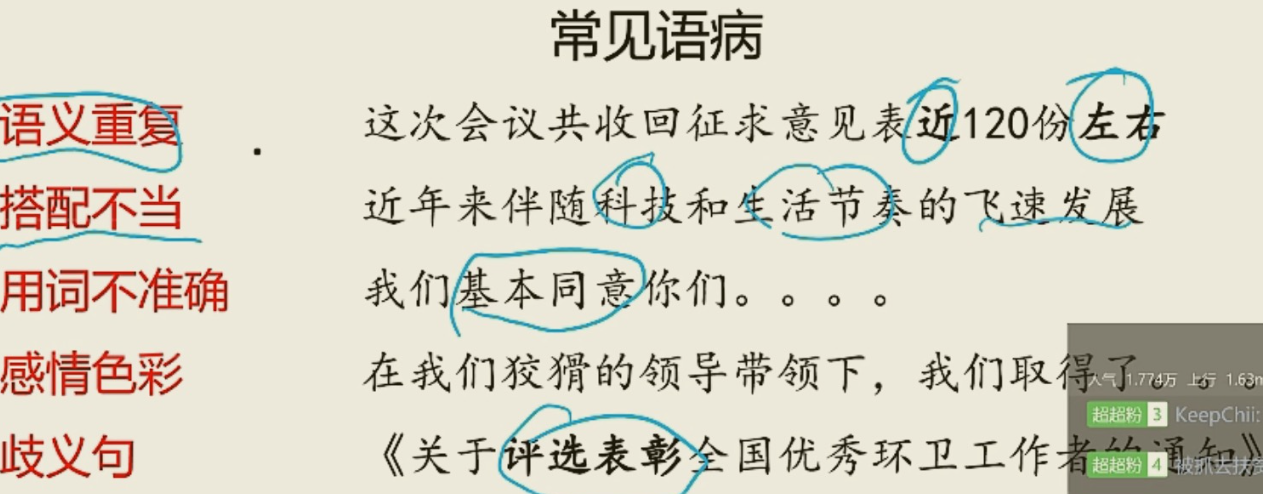 常见语病
语义重复 这次会议共收回征求意见表近120份左右
搭配不当 近年来伴随科技和生活节奏的飞速发展
用词不准确 我们基本同意你们。。。。
感情色彩 在我们狡猾的领导带领下，我们取得了。。。
人气 1.774万 上行 1.63m
超超粉 3 KeepChii:
歧义句 《关于评选表彰全国优秀环卫工作者的通知》
超超粉 4 被抓去扶贫